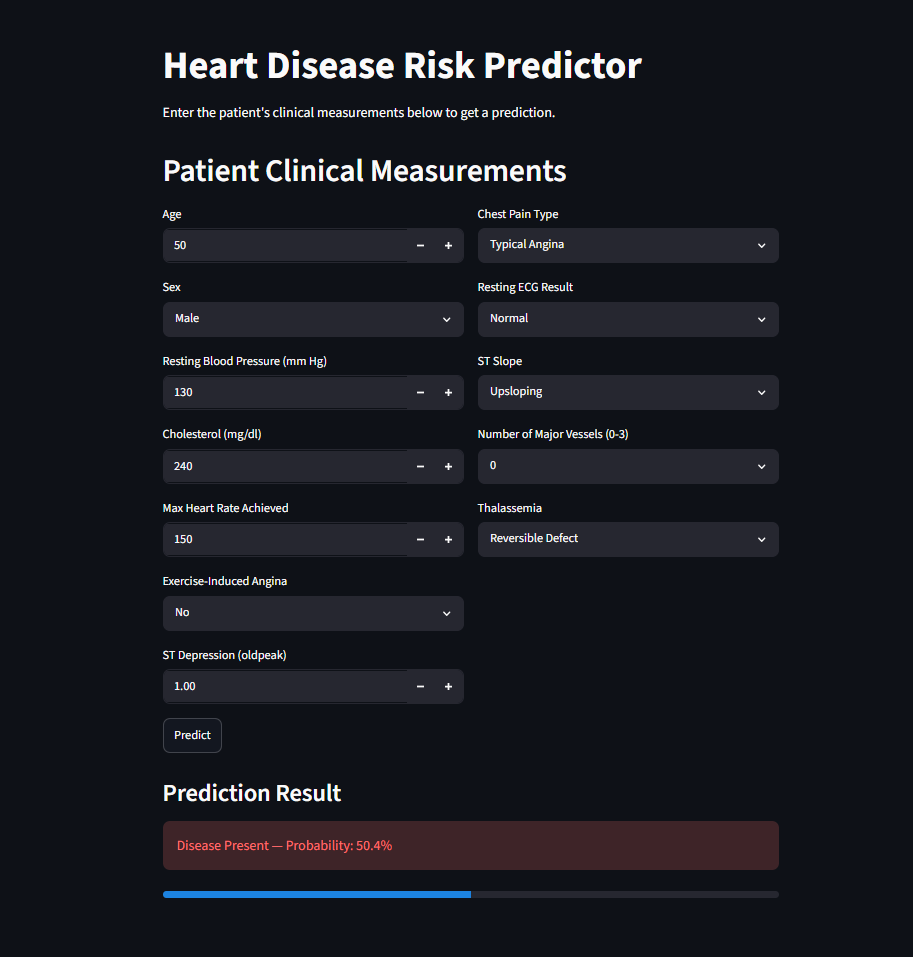 Heart Disease Risk Predictor
Enter the patient's clinical measurements below to get a prediction.
Patient Clinical Measurements
Age
50
Sex
Male
Resting Blood Pressure (mm Hg)
130
Cholesterol (mg/dl)
240
Max Heart Rate Achieved
150
Exercise-Induced Angina
No
ST Depression (oldpeak)
1.00
Chest Pain Type
Typical Angina
Resting ECG Result
Normal
ST Slope
Upsloping
Number of Major Vessels (0-3)
0
Thalassemia
Reversible Defect
Predict
Prediction Result
Disease Present — Probability: 50.4%